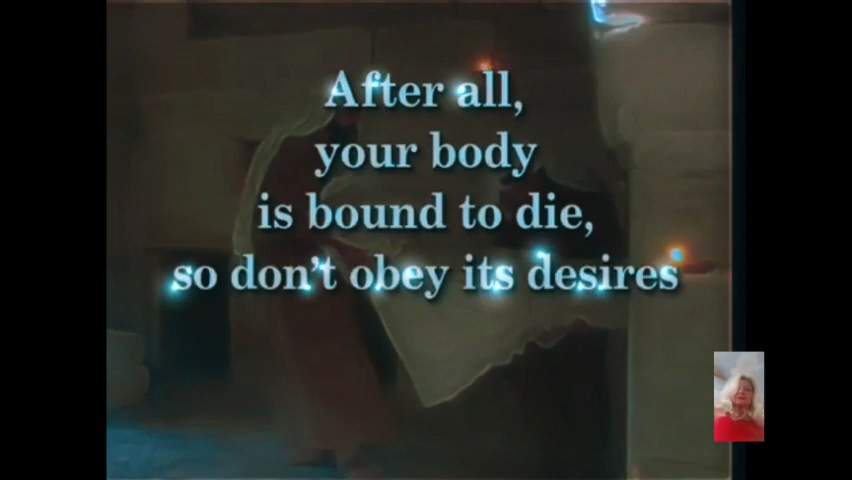 After all,
your body
is bound to die,
so don't obey its desires